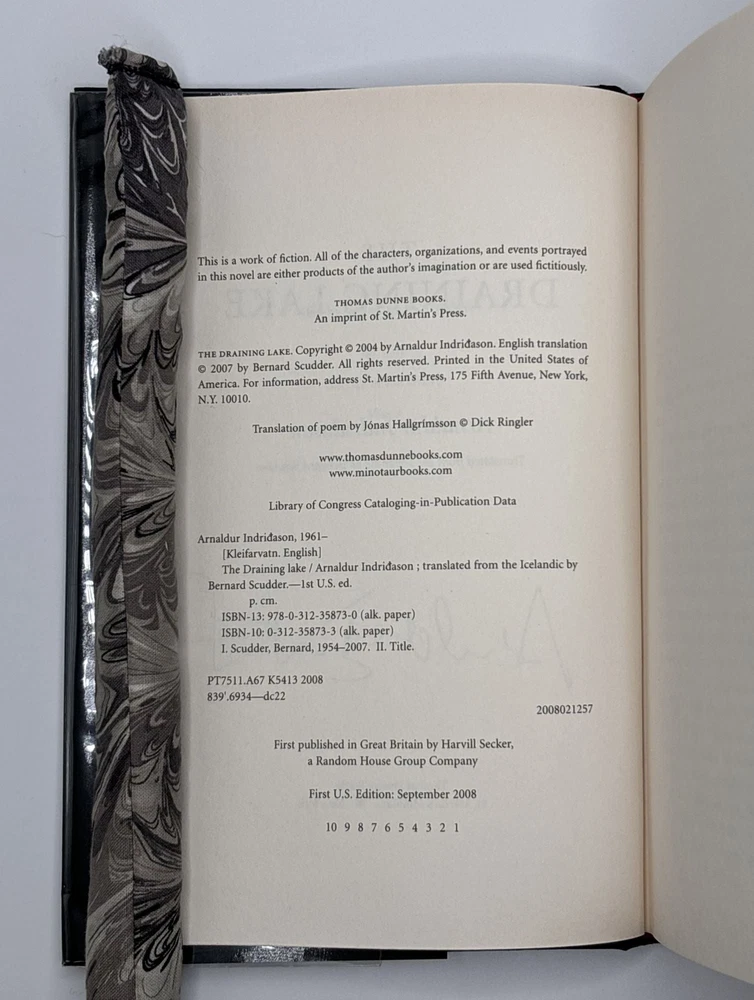 This is a work of fiction. All of the characters, organizations, and events portrayed
in this novel are either products of the author's imagination or are used fictitiously.
THOMAS DUNNE BOOKS.
An imprint of St. Martin's Press.
THE DRAINING LAKE. Copyright © 2004 by Arnaldur Indriđason. English translation
© 2007 by Bernard Scudder. All rights reserved. Printed in the United States of
America. For information, address St. Martin's Press, 175 Fifth Avenue, New York,
N.Y. 10010.
Translation of poem by Jónas Hallgrímsson © Dick Ringler
www.thomasdunnebooks.com
www.minotaurbooks.com
Library of Congress Cataloging-in-Publication Data
Arnaldur Indriđason, 1961–
[Kleifarvatn. English]
The Draining lake / Arnaldur Indriđason ; translated from the Icelandic by
Bernard Scudder.—1st U.S. ed.
p. cm.
ISBN-13: 978-0-312-35873-0 (alk. paper)
ISBN-10: 0-312-35873-3 (alk. paper)
I. Scudder, Bernard, 1954–2007. II. Title.
PT7511.A67 K5413 2008
839'.6934—dc22
2008021257
First published in Great Britain by Harvill Secker,
a Random House Group Company
First U.S. Edition: September 2008
10 9 8 7 6 5 4 3 2 1